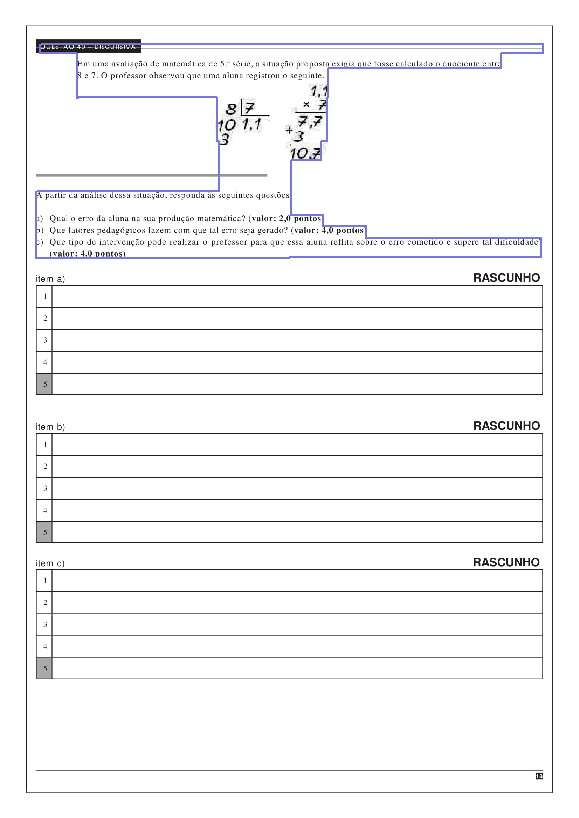 QUESTÃO 40 – DISCURSIVA
Em uma avaliação de matemática de 5.ª série, a situação proposta exigia que fosse calculado o quociente entre
8 e 7. O professor observou que uma aluna registrou o seguinte.
8 7
10 1,1
3
1,1
× 7
7,7
+ 3
10,7
A partir da análise dessa situação, responda às seguintes questões
a) Qual o erro da aluna na sua produção matemática? (valor: 2,0 pontos)
b) Que fatores pedagógicos fazem com que tal erro seja gerado? (valor: 4,0 pontos)
c) Que tipo de intervenção pode realizar o professor para que essa aluna reflita sobre o erro cometido e supere tal dificuldade
(valor: 4,0 pontos)
item a) RASCUNHO
1
2
3
4
5
item b) RASCUNHO
1
2
3
4
5
item c) RASCUNHO
1
2
3
4
5